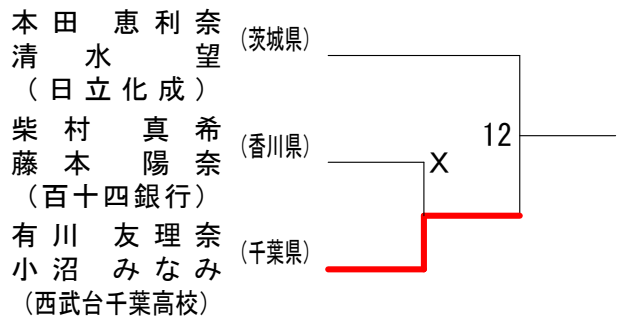 本田 恵利奈
清水 望
(茨城県)
(日立化成)
柴村 真希
藤本 陽奈
(香川県)
X
12
(百十四銀行)
有川 友理奈
小沼 みなみ
(千葉県)
(西武台千葉高校)